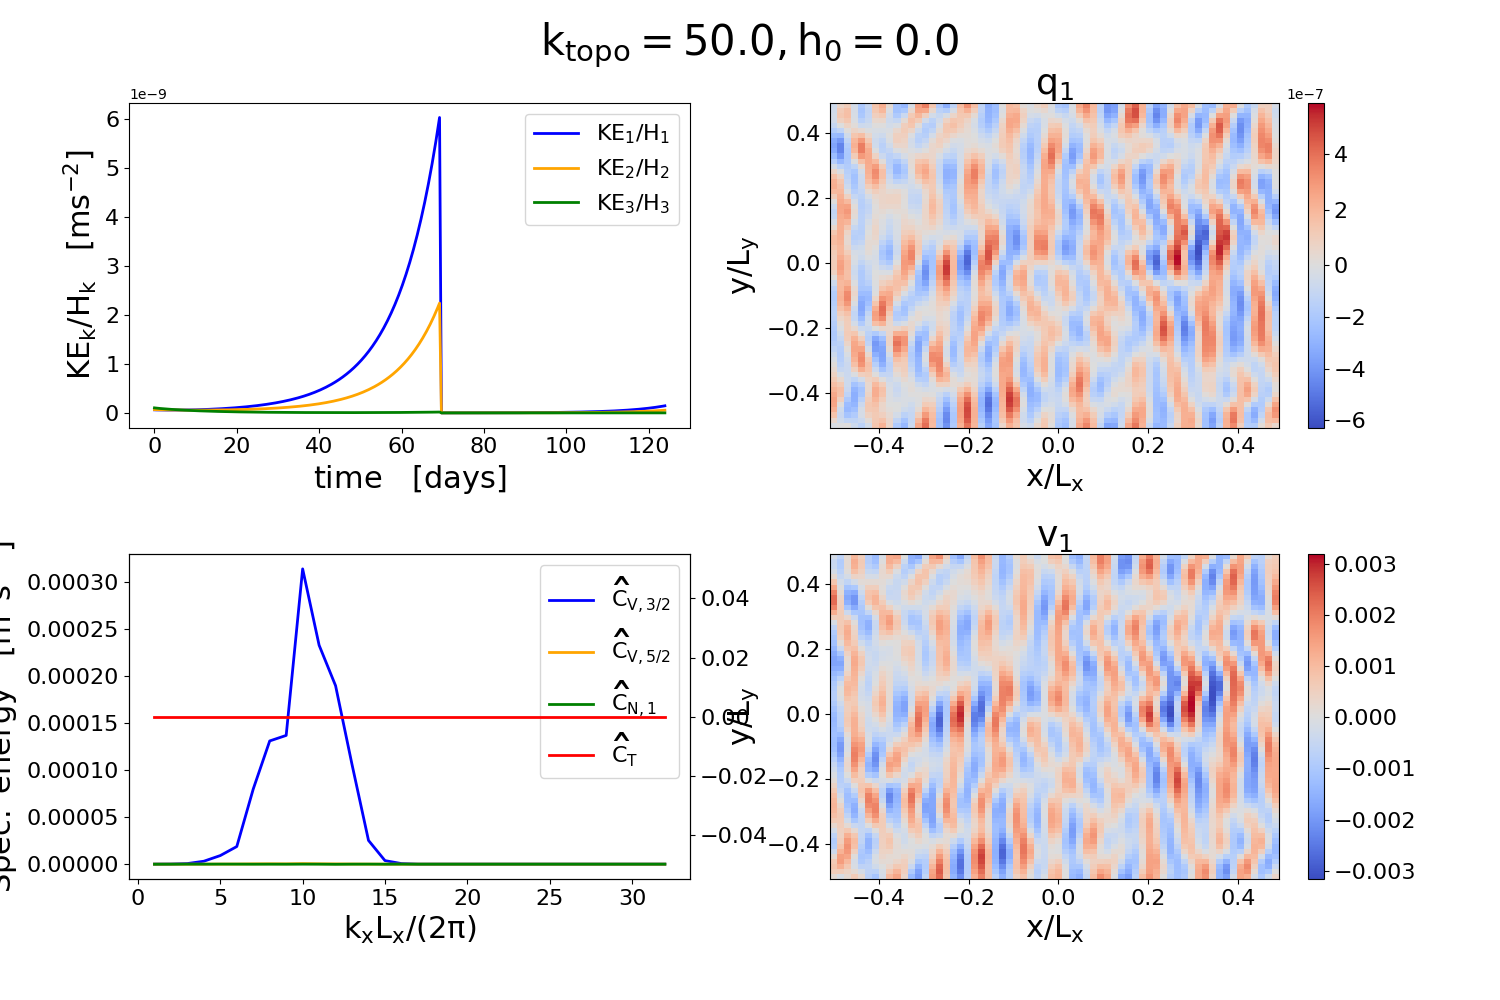 k_topo = 50.0, h_0 = 0.0
1e−9
KE_k/H_k [ms^−2]
6
5
4
3
2
1
0
0 20 40 60 80 100 120
time [days]
KE_1/H_1
KE_2/H_2
KE_3/H_3
q_1
1e−7
y/L_y
0.4
0.2
0.0
−0.2
−0.4
−0.4 −0.2 0.0 0.2 0.4
x/L_x
4
2
0
−2
−4
−6
Spec. energy
0.00030
0.00025
0.00020
0.00015
0.00010
0.00005
0.00000
0 5 10 15 20 25 30
k_xL_x/(2π)
Ĉ_V, 3/2
Ĉ_V, 5/2
Ĉ_N, 1
Ĉ_T
0.04
0.02
0.00
−0.02
−0.04
v_1
y/L_y
0.4
0.2
0.0
−0.2
−0.4
−0.4 −0.2 0.0 0.2 0.4
x/L_x
0.003
0.002
0.001
0.000
−0.001
−0.002
−0.003